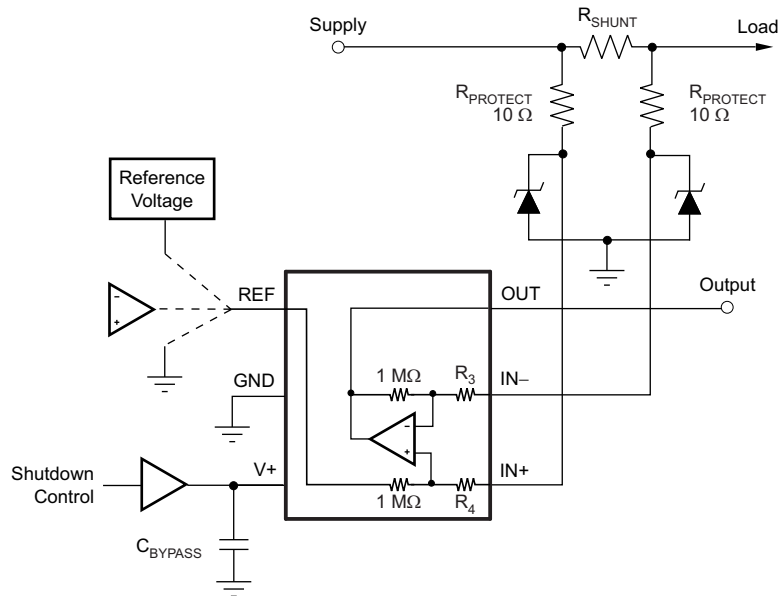 Supply
R_SHUNT
Load
R_PROTECT
10 Ω
R_PROTECT
10 Ω
Reference
Voltage
REF
OUT
Output
−
+
GND
1 MΩ
R_3
IN−
−
+
Shutdown
Control
V+
IN+
1 MΩ
R_4
C_BYPASS